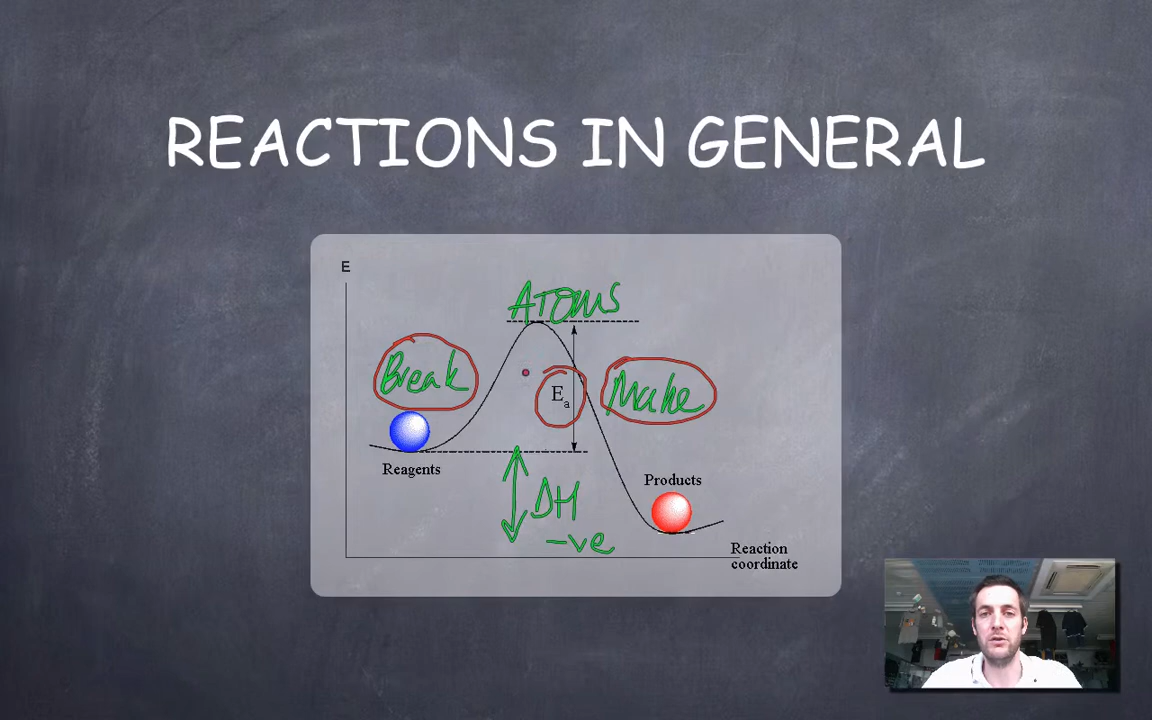 REACTIONS IN GENERAL
E
ATOMS
Break
Ea
Make
Reagents
Products
ΔH
-ve
Reaction
coordinate